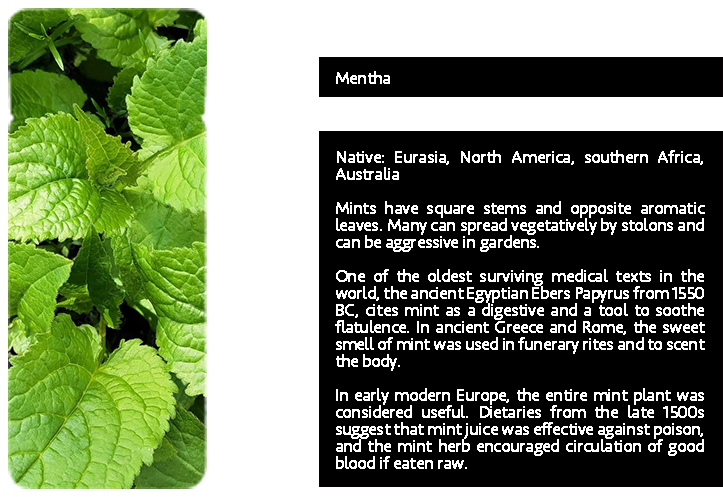 Mentha
Native: Eurasia, North America, southern Africa,
Australia
Mints have square stems and opposite aromatic
leaves. Many can spread vegetatively by stolons and
can be aggressive in gardens.
One of the oldest surviving medical texts in the
world, the ancient Egyptian Ebers Papyrus from 1550
BC, cites mint as a digestive and a tool to soothe
flatulence. In ancient Greece and Rome, the sweet
smell of mint was used in funerary rites and to scent
the body.
In early modern Europe, the entire mint plant was
considered useful. Dietaries from the late 1500s
suggest that mint juice was effective against poison,
and the mint herb encouraged circulation of good
blood if eaten raw.